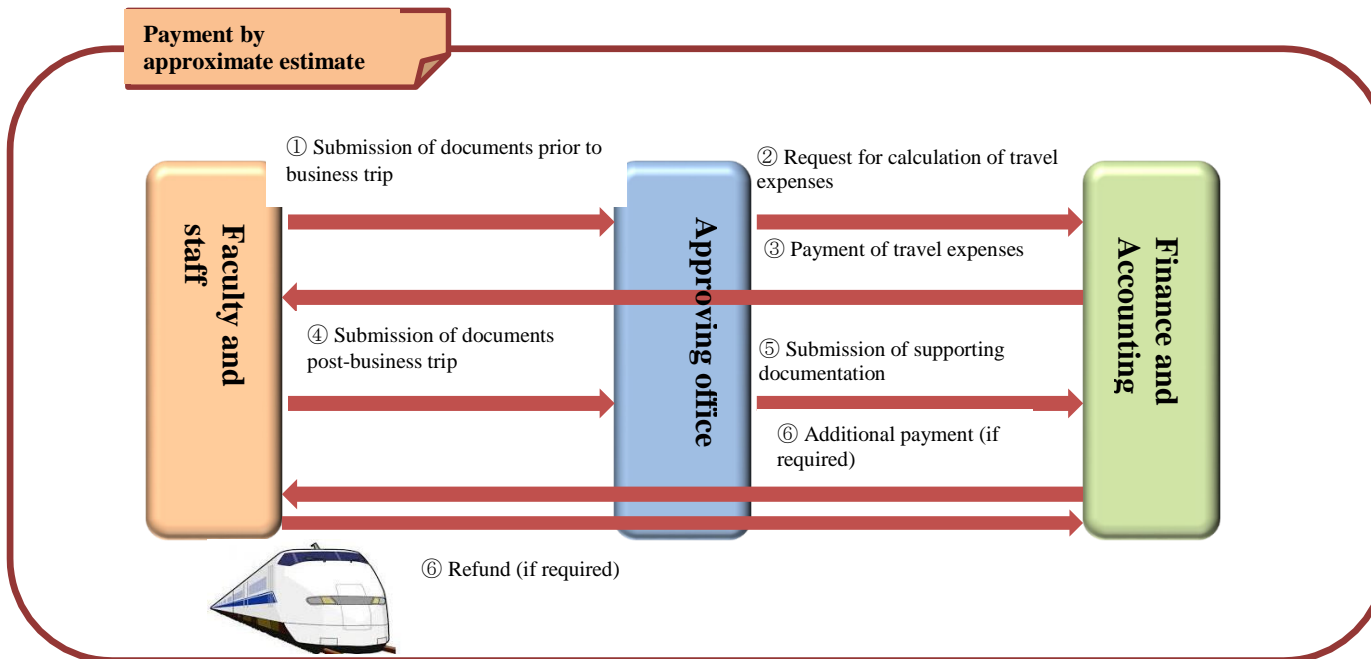 Payment by
approximate estimate
① Submission of documents prior to
business trip
② Request for calculation of travel
expenses
③ Payment of travel expenses
④ Submission of documents
post-business trip
⑤ Submission of supporting
documentation
⑥ Additional payment (if
required)
⑥ Refund (if required)
Faculty and
staff
Approving office
Finance and
Accounting